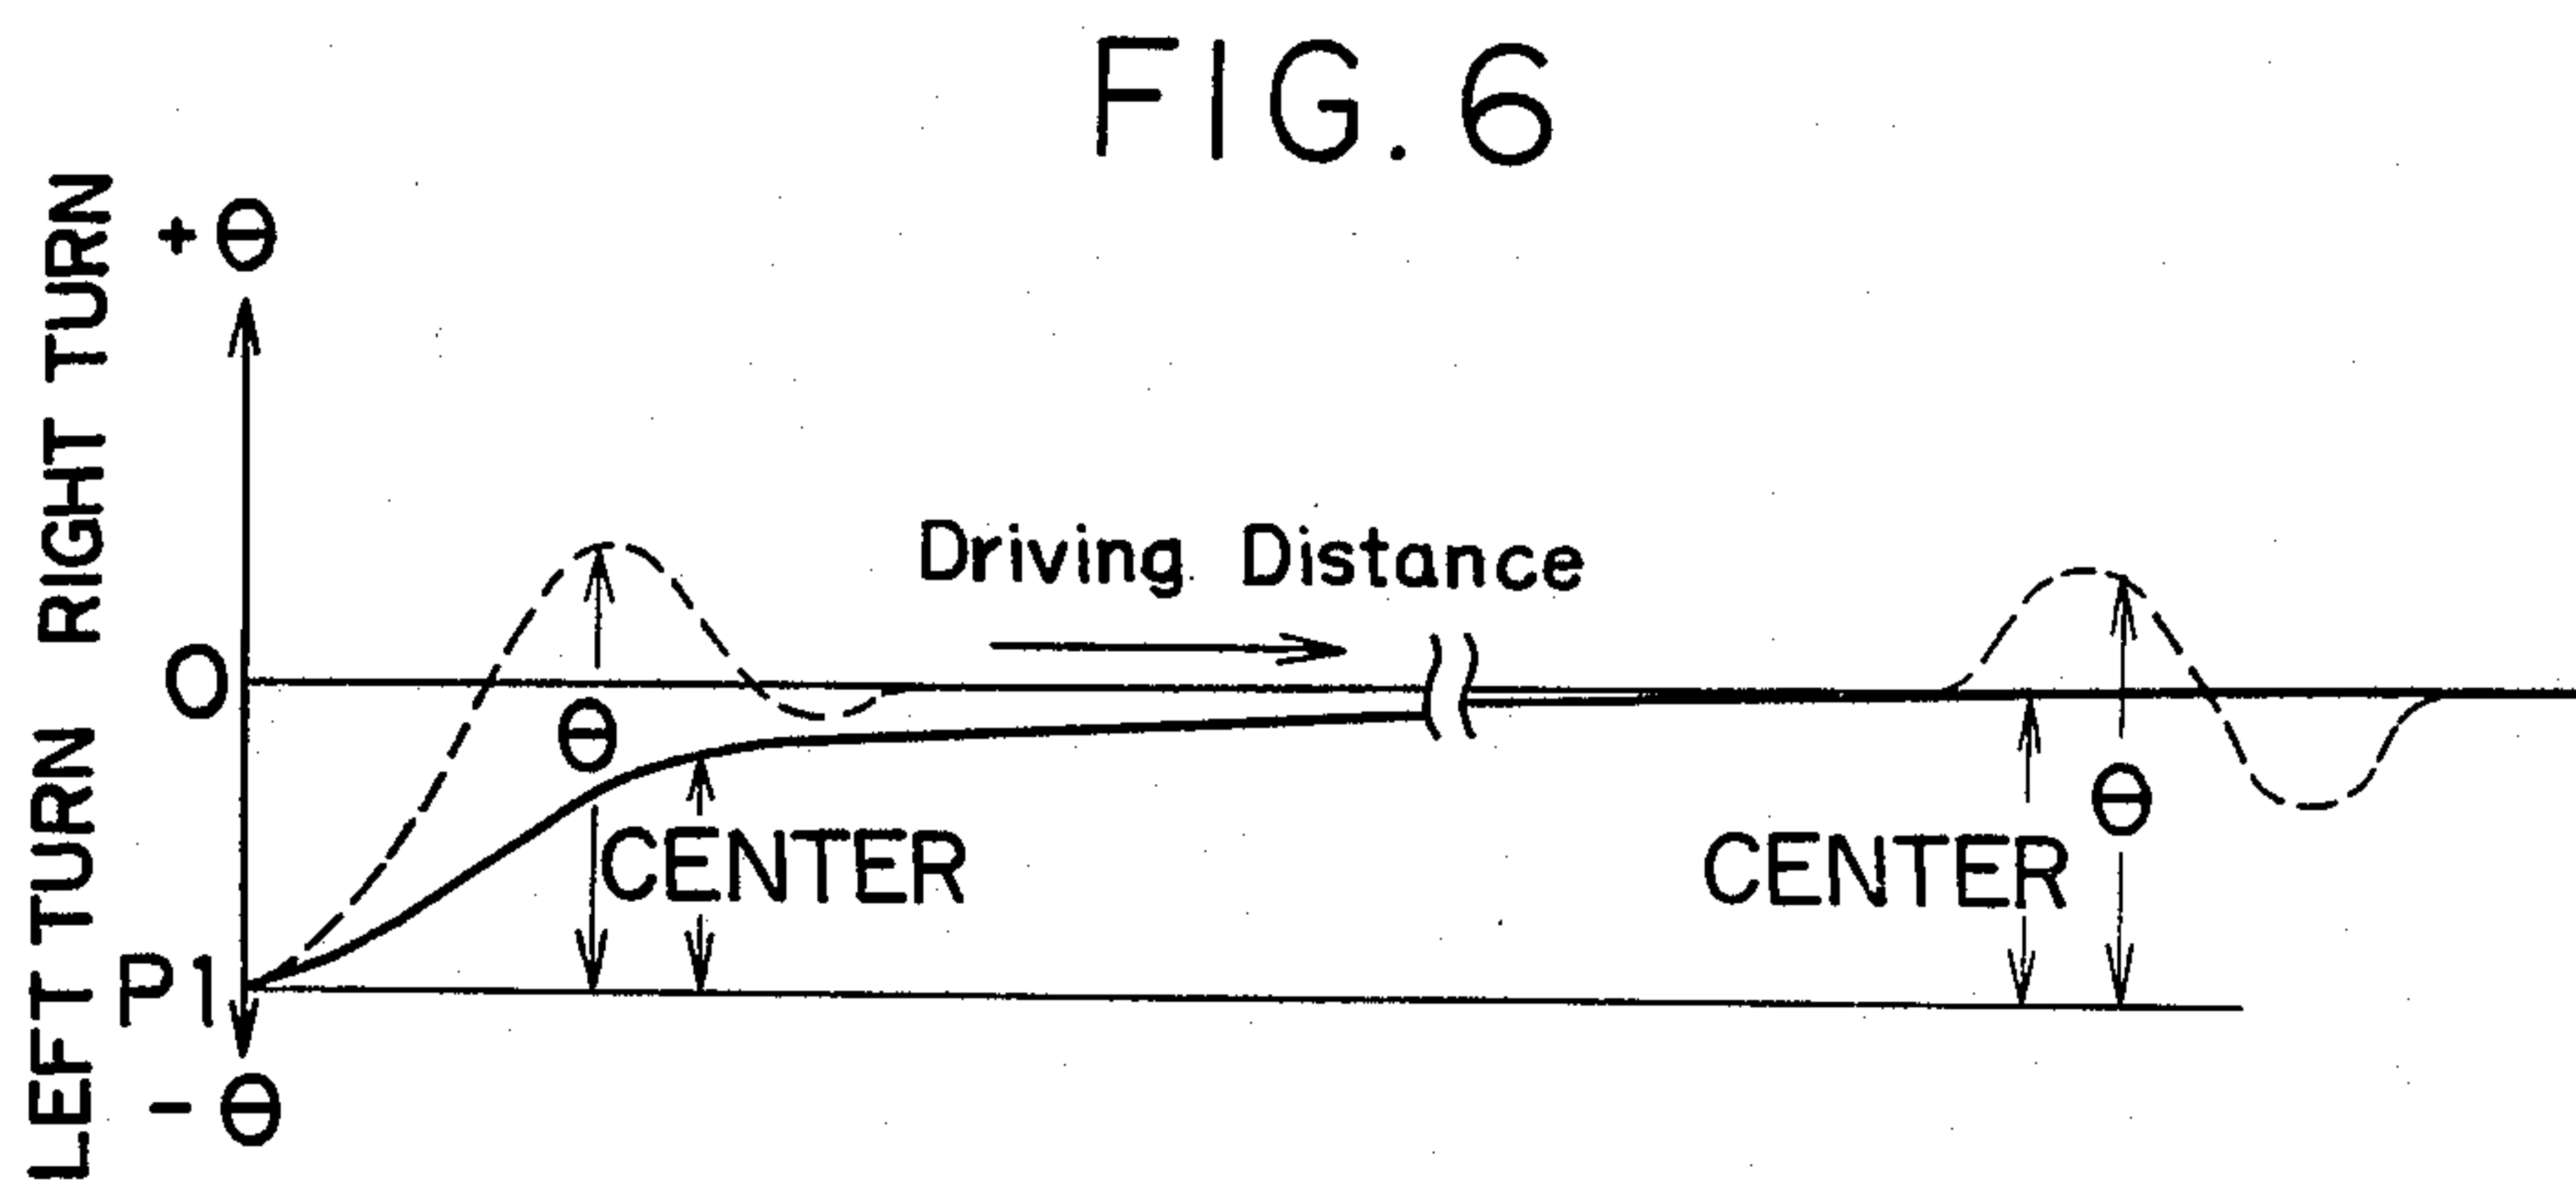 FIG. 6
+θ
RIGHT TURN
Driving Distance
O
θ
θ
CENTER
CENTER
LEFT TURN
P1
-θ